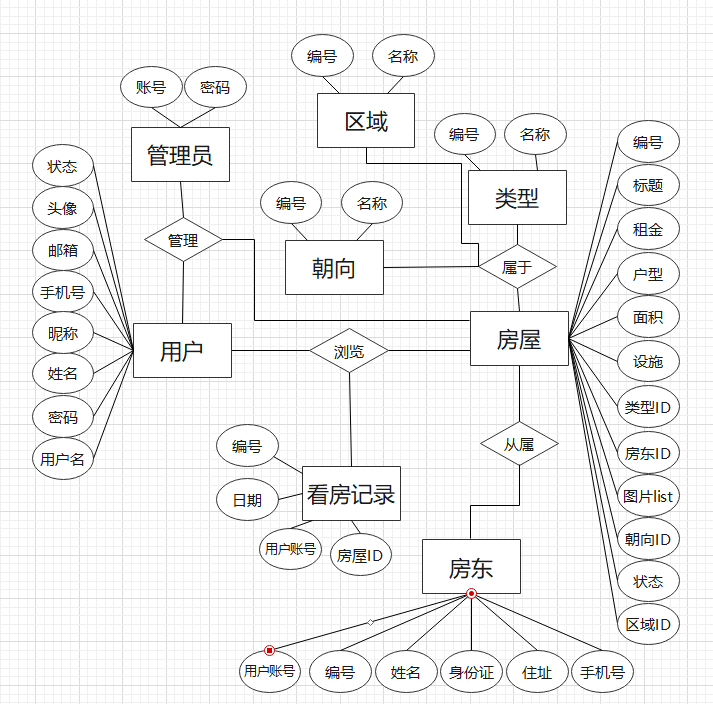 编号
名称
区域
账号
密码
管理员
编号
名称
类型
状态
头像
邮箱
手机号
昵称
姓名
密码
用户名
编号
名称
朝向
管理
属于
用户
浏览
房屋
编号
标题
租金
户型
面积
设施
类型ID
房东ID
图片list
朝向ID
状态
区域ID
从属
编号
日期
用户账号
房屋ID
看房记录
房东
用户账号
编号
姓名
身份证
住址
手机号